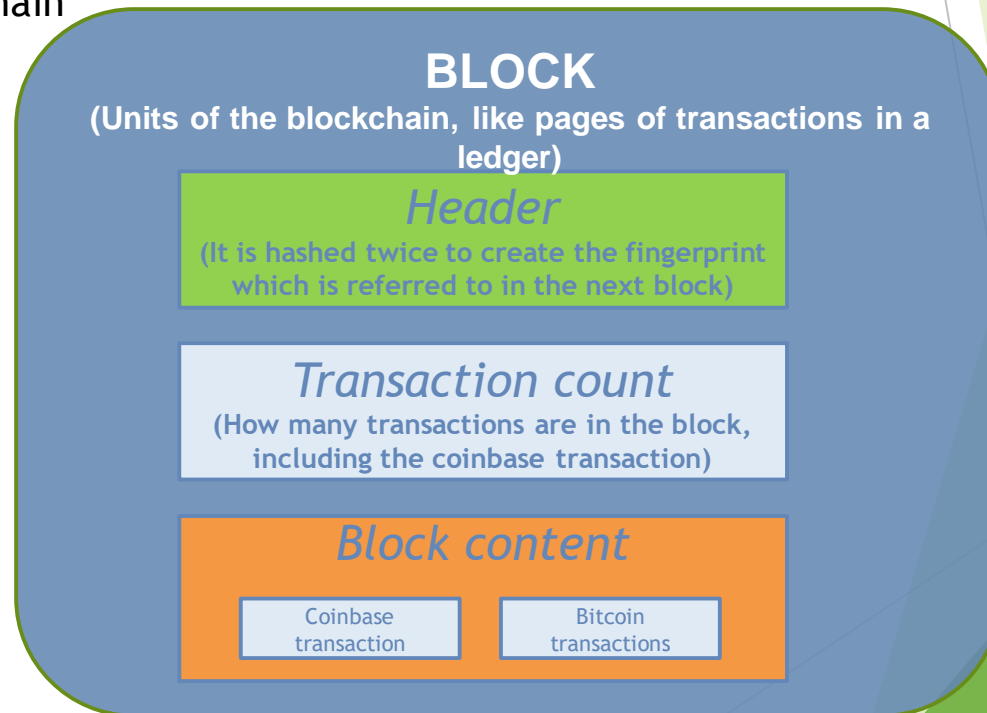 hain
BLOCK
(Units of the blockchain, like pages of transactions in a
ledger)
Header
(It is hashed twice to create the fingerprint
which is referred to in the next block)
Transaction count
(How many transactions are in the block,
including the coinbase transaction)
Block content
Coinbase
transaction
Bitcoin
transactions